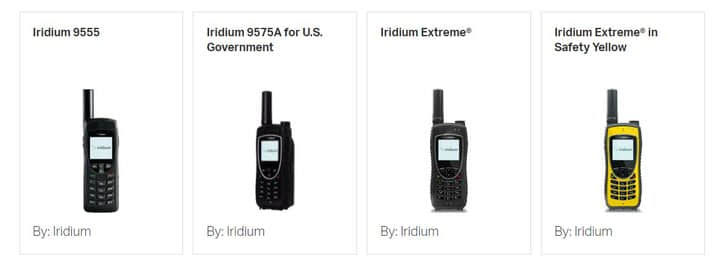 Iridium 9555
By: Iridium
Iridium 9575A for U.S.
Government
By: Iridium
Iridium Extreme®
By: Iridium
Iridium Extreme® in
Safety Yellow
By: Iridium